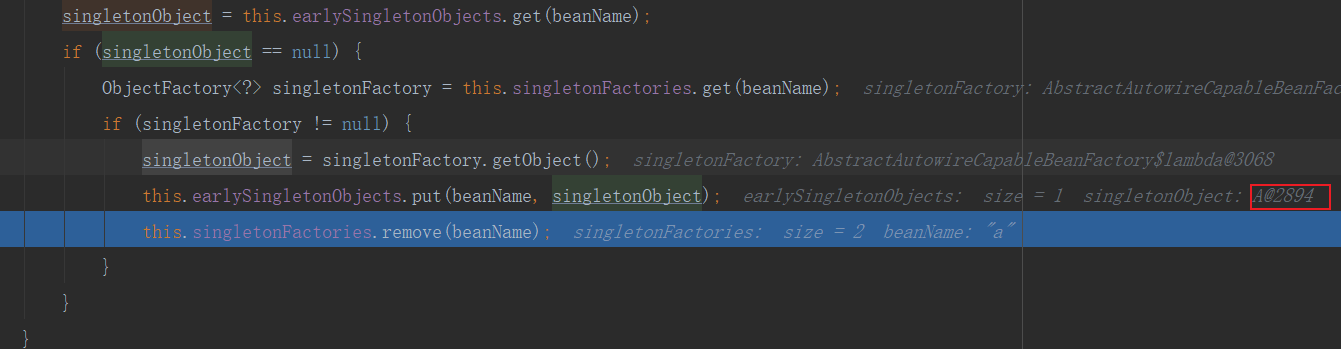 singletonObject = this.earlySingletonObjects.get(beanName);
if (singletonObject == null) {
ObjectFactory<?> singletonFactory = this.singletonFactories.get(beanName); singletonFactory: AbstractAutowireCapableBeanFac
if (singletonFactory != null) {
singletonObject = singletonFactory.getObject(); singletonFactory: AbstractAutowireCapableBeanFactory$lambda@3068
this.earlySingletonObjects.put(beanName, singletonObject); earlySingletonObjects: size = 1 singletonObject: A@2894
this.singletonFactories.remove(beanName); singletonFactories: size = 2 beanName: "a"
}
}
}